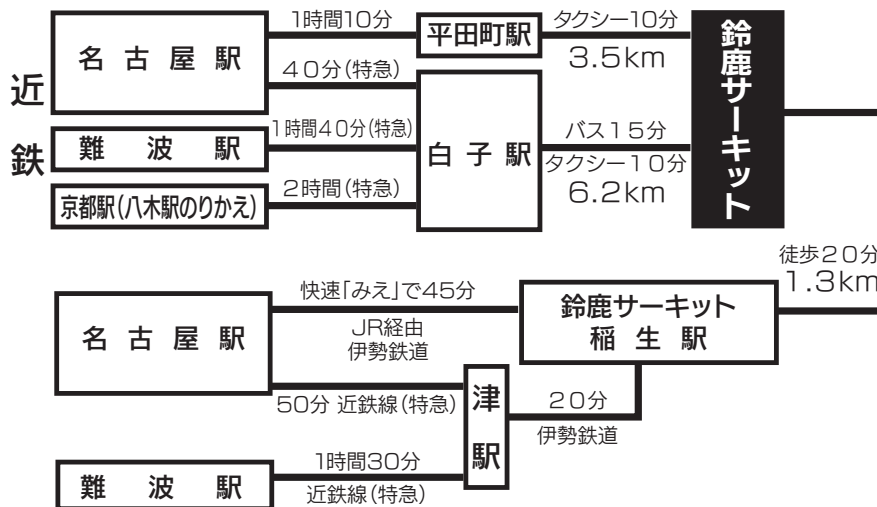 近鉄
名古屋駅
1時間10分
平田町駅
タクシー10分
3.5km
鈴鹿サーキット
40分(特急)
難波駅
1時間40分(特急)
白子駅
バス15分
タクシー10分
6.2km
京都駅(八木駅のりかえ)
2時間(特急)
名古屋駅
快速「みえ」で45分
JR経由
伊勢鉄道
鈴鹿サーキット
稲生駅
徒歩20分
1.3km
50分 近鉄線(特急)
津駅
20分
伊勢鉄道
難波駅
1時間30分
近鉄線(特急)